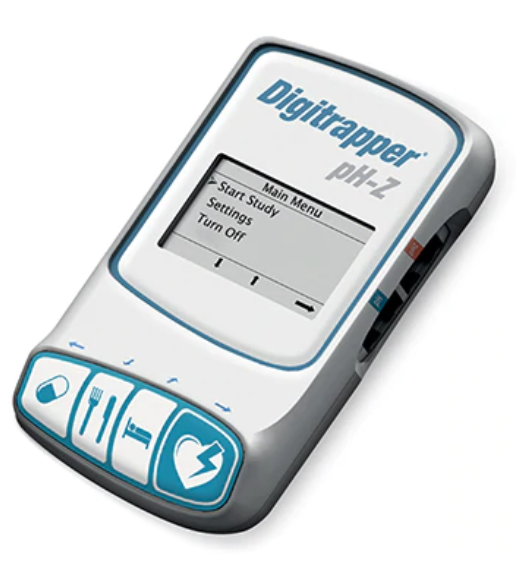 Digitrapper®
pH-Z
Main Menu
➢ Start Study
Settings
Turn Off